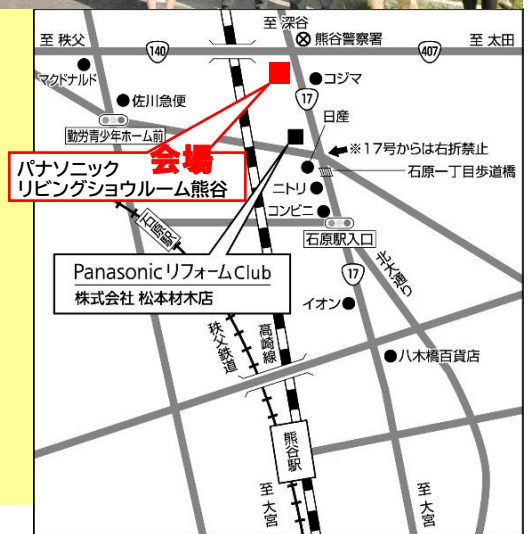 至 深谷
至 秩父
140
熊谷警察署
407
至 太田
マクドナルド
コジマ
佐川急便
17
日産
勤労青少年ホーム前
会場
パナソニック
リビングショウルーム熊谷
※17号からは右折禁止
石原一丁目歩道橋
ニトリ
コンビニ
石原駅
石原駅入口
Panasonic リフォームClub
株式会社 松本材木店
17
北大通り
イオン
秩父鉄道
高崎線
八木橋百貨店
熊谷駅
至 大宮
至 大宮